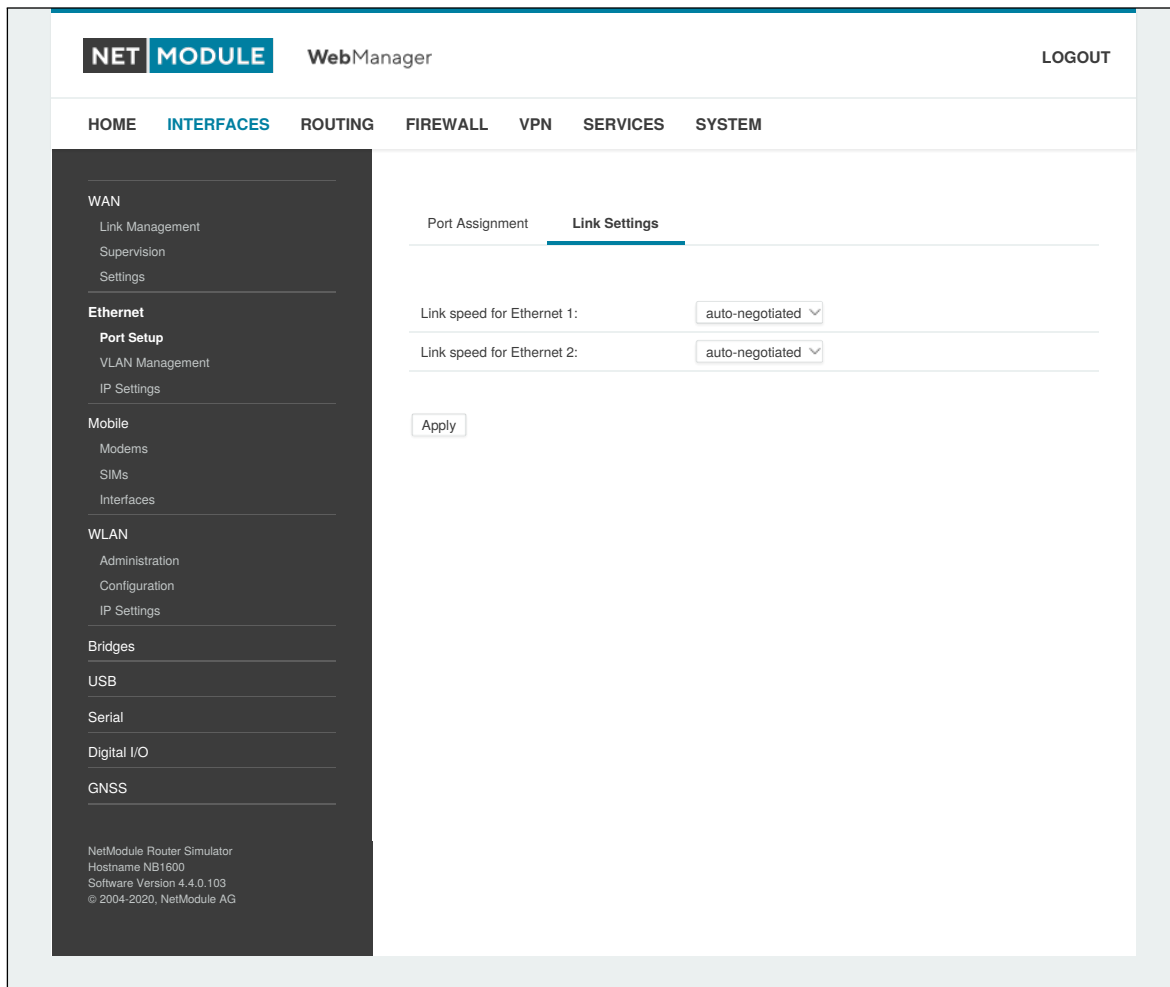 NET MODULE WebManager LOGOUT
HOME INTERFACES ROUTING FIREWALL VPN SERVICES SYSTEM
WAN
Link Management
Supervision
Settings
Ethernet
Port Setup
VLAN Management
IP Settings
Mobile
Modems
SIMs
Interfaces
WLAN
Administration
Configuration
IP Settings
Bridges
USB
Serial
Digital I/O
GNSS
NetModule Router Simulator
Hostname NB1600
Software Version 4.4.0.103
© 2004-2020, NetModule AG
Port Assignment Link Settings
Link speed for Ethernet 1: auto-negotiated
Link speed for Ethernet 2: auto-negotiated
Apply